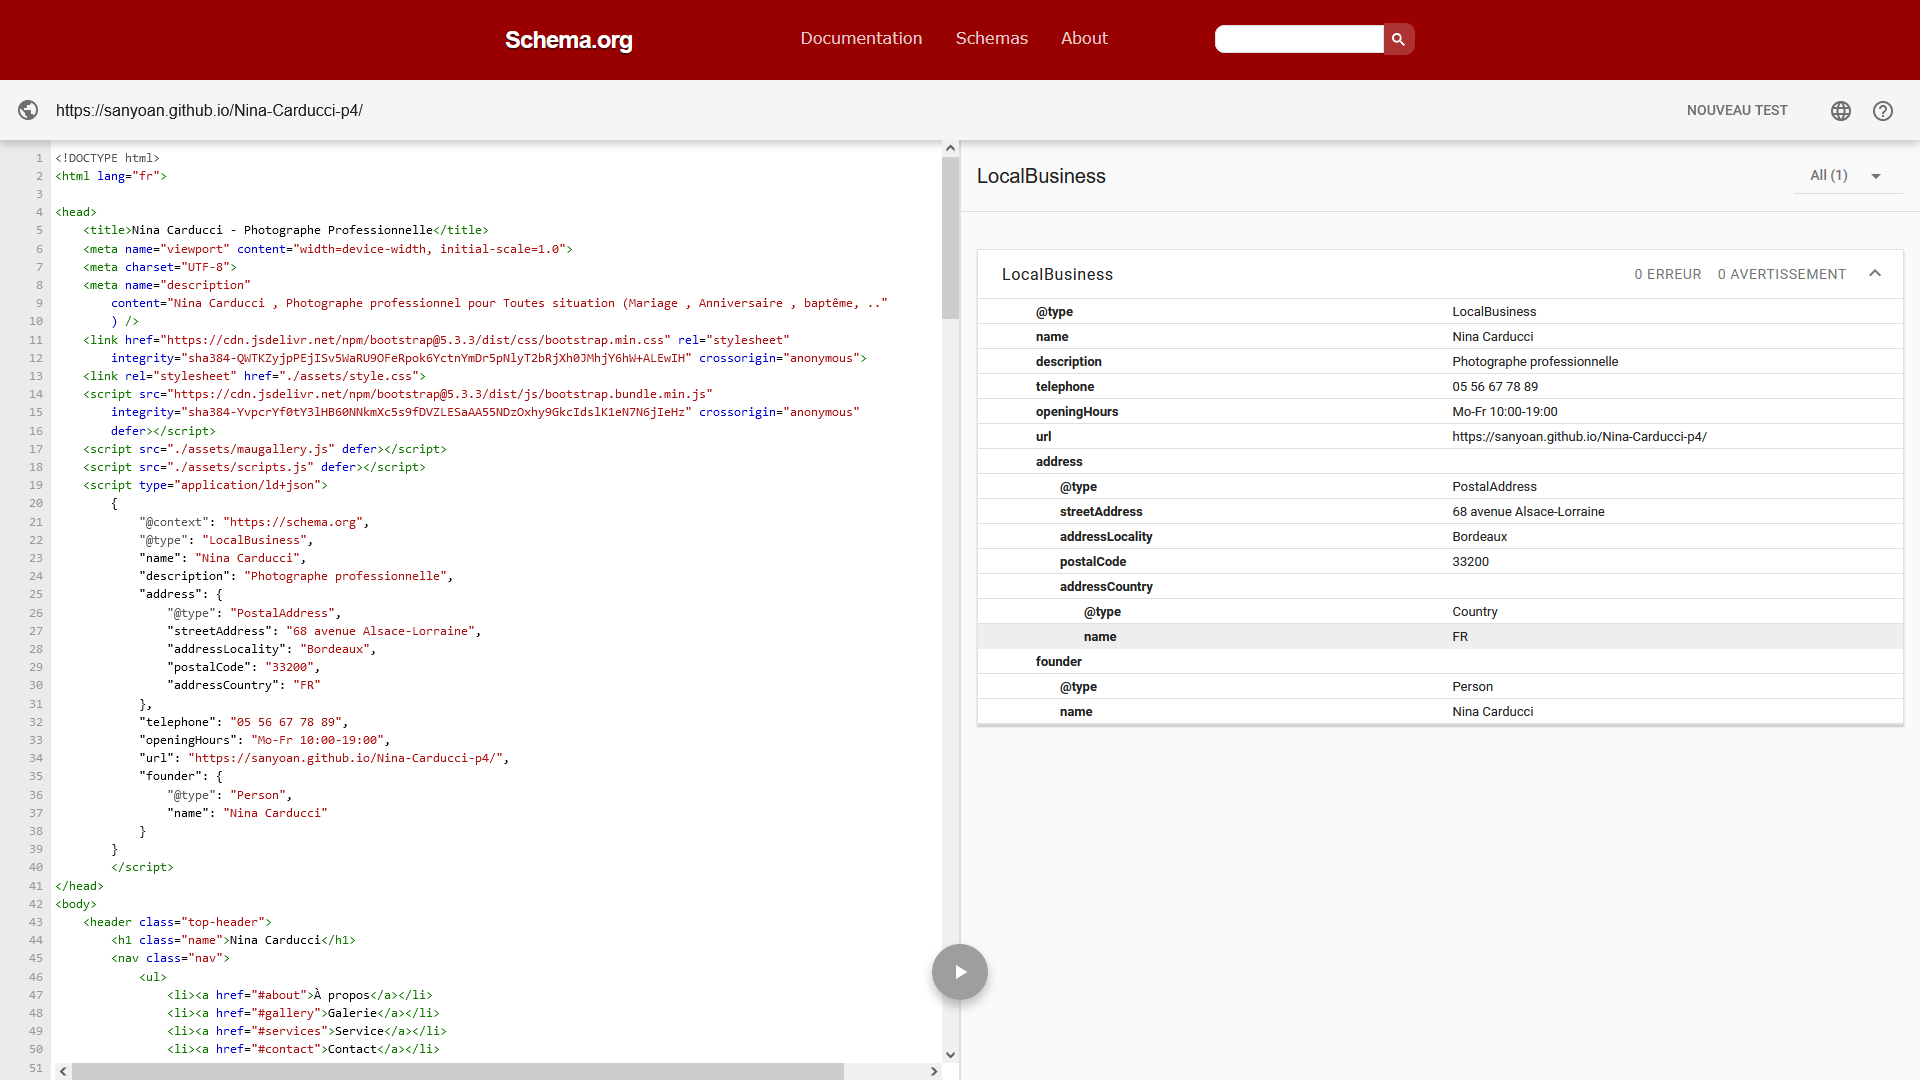 Schema.org
Documentation Schemas About
https://sanyoan.github.io/Nina-Carducci-p4/
NOUVEAU TEST
1 <!DOCTYPE html>
2 <html lang="fr">
3
4 <head>
5 <title>Nina Carducci - Photographe Professionnelle</title>
6 <meta name="viewport" content="width=device-width, initial-scale=1.0">
7 <meta charset="UTF-8">
8 <meta name="description"
9 content="Nina Carducci , Photographe professionnel pour Toutes situation (Mariage , Anniversaire , baptême, .."
10 ) />
11 <link href="https://cdn.jsdelivr.net/npm/bootstrap@5.3.3/dist/css/bootstrap.min.css" rel="stylesheet"
12 integrity="sha384-QWTKZyjpPEjISv5WaRU9OFeRpok6YctnYmDr5pNlyT2bRjXh0JMhjY6hW+ALEwIH" crossorigin="anonymous">
13 <link rel="stylesheet" href="./assets/style.css">
14 <script src="https://cdn.jsdelivr.net/npm/bootstrap@5.3.3/dist/js/bootstrap.bundle.min.js"
15 integrity="sha384-YvpcrYf0tY3lHB60NNkmXc5s9fDVZLESaAA55NDzOxhy9GkcIdslK1eN7N6jIeHz" crossorigin="anonymous"
16 defer></script>
17 <script src="./assets/maugallery.js" defer></script>
18 <script src="./assets/scripts.js" defer></script>
19 <script type="application/ld+json">
20 {
21 "@context": "https://schema.org",
22 "@type": "LocalBusiness",
23 "name": "Nina Carducci",
24 "description": "Photographe professionnelle",
25 "address": {
26 "@type": "PostalAddress",
27 "streetAddress": "68 avenue Alsace-Lorraine",
28 "addressLocality": "Bordeaux",
29 "postalCode": "33200",
30 "addressCountry": "FR"
31 },
32 "telephone": "05 56 67 78 89",
33 "openingHours": "Mo-Fr 10:00-19:00",
34 "url": "https://sanyoan.github.io/Nina-Carducci-p4/",
35 "founder": {
36 "@type": "Person",
37 "name": "Nina Carducci"
38 }
39 }
40 </script>
41 </head>
42 <body>
43 <header class="top-header">
44 <h1 class="name">Nina Carducci</h1>
45 <nav class="nav">
46 <ul>
47 <li><a href="#about">À propos</a></li>
48 <li><a href="#gallery">Galerie</a></li>
49 <li><a href="#services">Service</a></li>
50 <li><a href="#contact">Contact</a></li>
51
LocalBusiness
All (1)
LocalBusiness 0 ERREUR 0 AVERTISSEMENT
@type LocalBusiness
name Nina Carducci
description Photographe professionnelle
telephone 05 56 67 78 89
openingHours Mo-Fr 10:00-19:00
url https://sanyoan.github.io/Nina-Carducci-p4/
address
@type PostalAddress
streetAddress 68 avenue Alsace-Lorraine
addressLocality Bordeaux
postalCode 33200
addressCountry
@type Country
name FR
founder
@type Person
name Nina Carducci